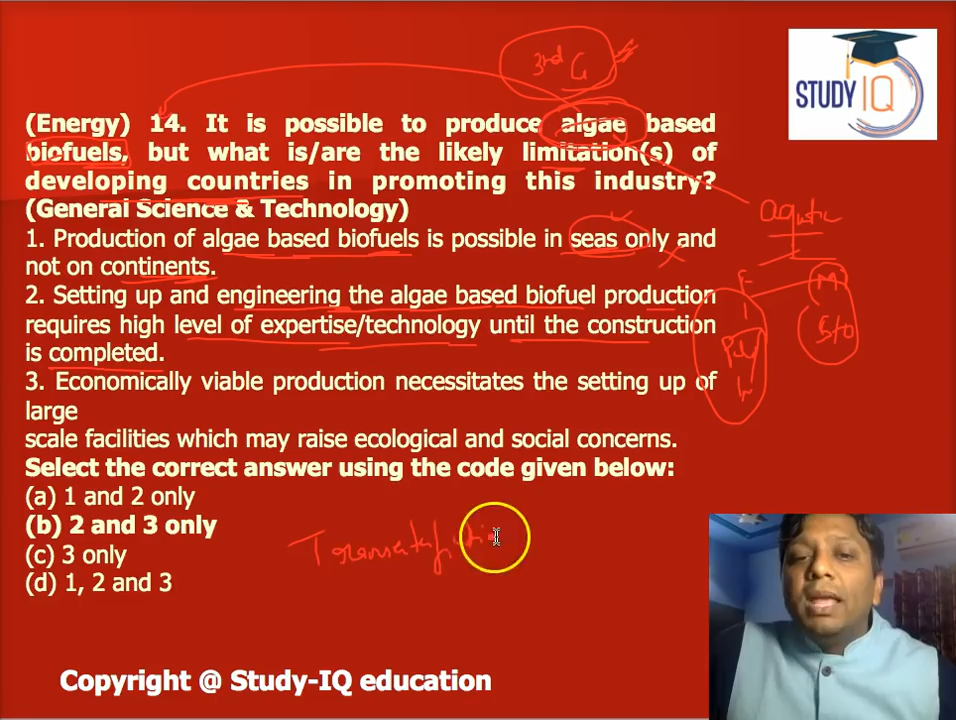 3rd G
STUDY IQ
(Energy) 14. It is possible to produce algae based
biofuels, but what is/are the likely limitation(s) of
developing countries in promoting this industry?
(General Science & Technology)
Aquatic
1. Production of algae based biofuels is possible in seas only and
not on continents.
2. Setting up and engineering the algae based biofuel production
requires high level of expertise/technology until the construction
is completed.
3. Economically viable production necessitates the setting up of
large
scale facilities which may raise ecological and social concerns.
Select the correct answer using the code given below:
(a) 1 and 2 only
(b) 2 and 3 only
(c) 3 only
(d) 1, 2 and 3
Copyright @ Study-IQ education